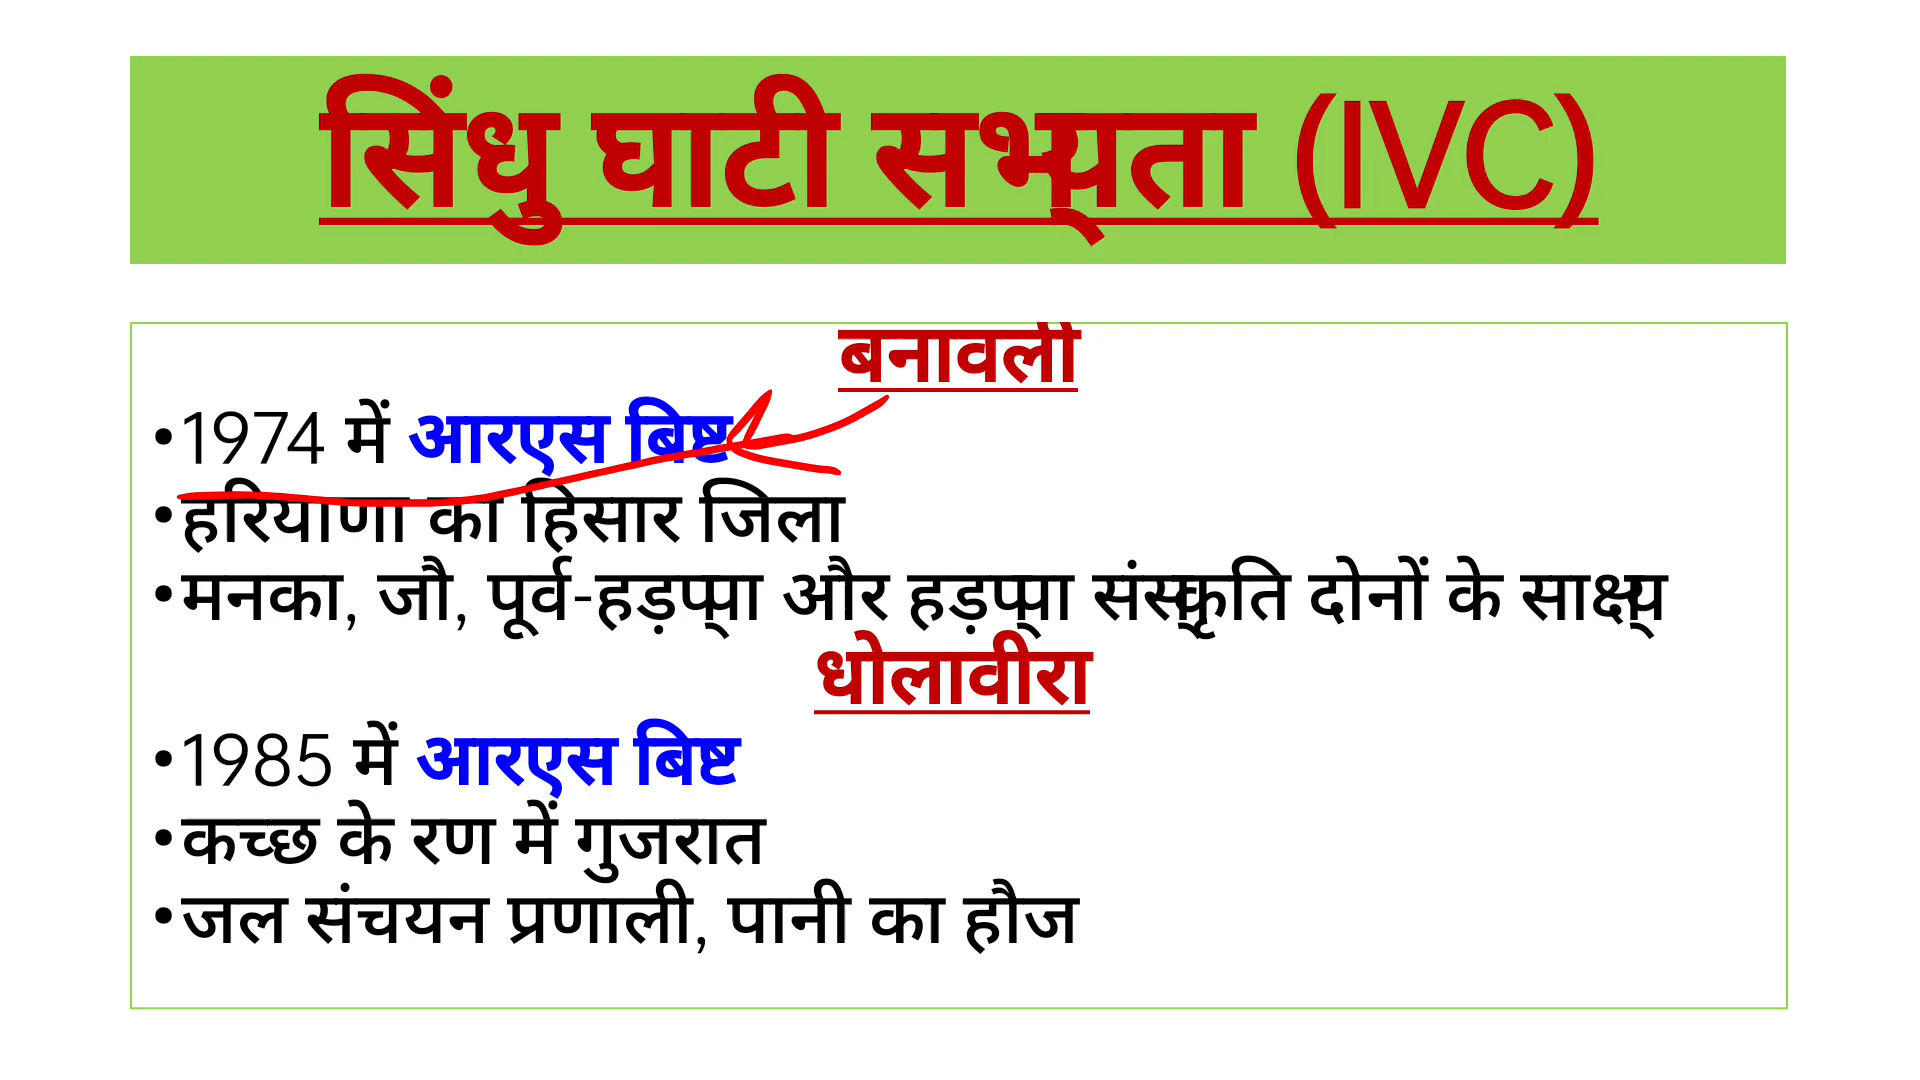 सिंधु घाटी सभ्यता (IVC)
बनावली
•1974 में आरएस बिष्ट
•हरियाणा का हिसार जिला
•मनका, जौ, पूर्व-हड़प्पा और हड़प्पा संस्कृति दोनों के साक्ष्य
धोलावीरा
•1985 में आरएस बिष्ट
•कच्छ के रण में गुजरात
•जल संचयन प्रणाली, पानी का हौज